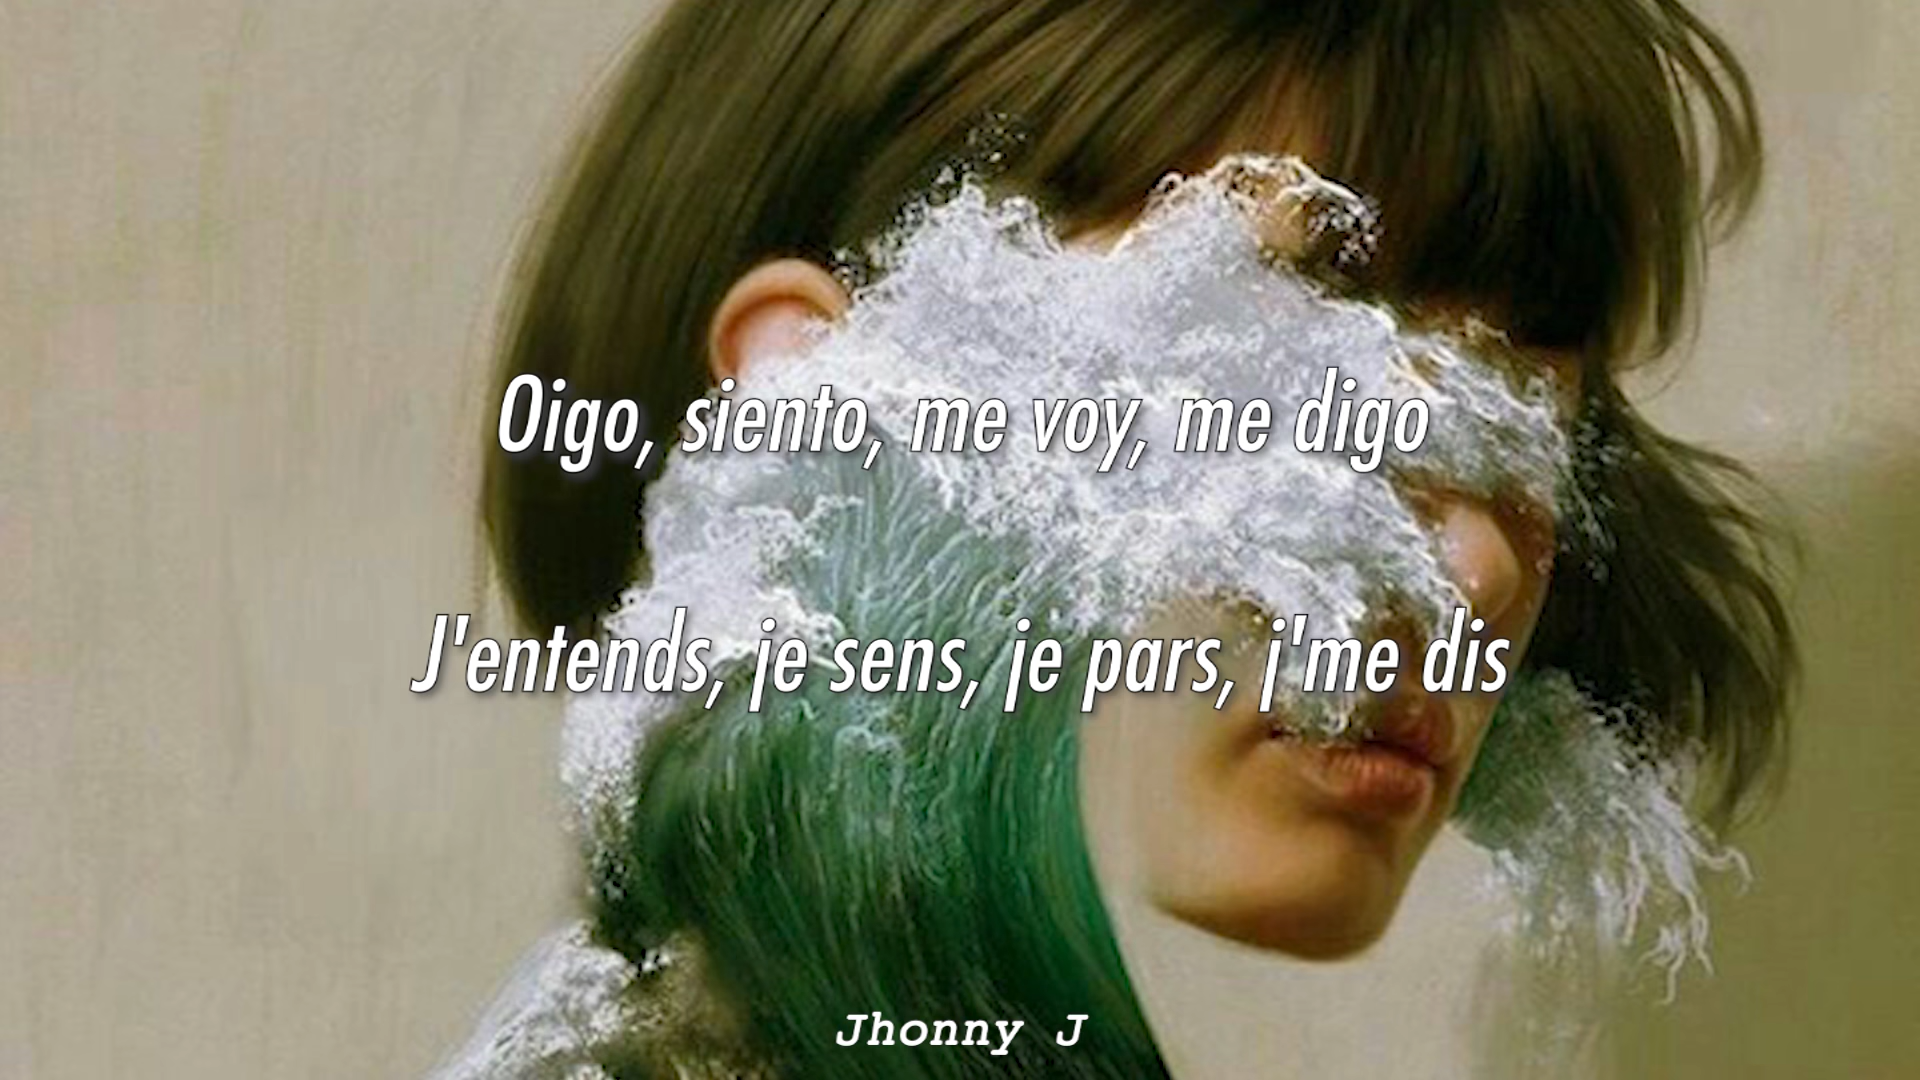 Oigo, siento, me voy, me digo
J'entends, je sens, je pars, j'me dis
Jhonny J